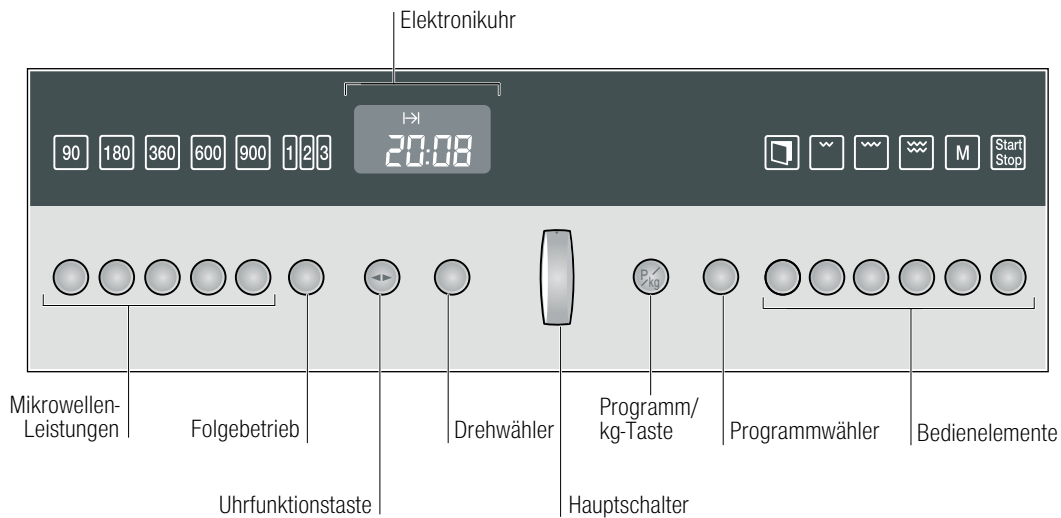 Elektronikuhr
90 180 360 600 900 1 2 3
20:08
M
Start
Stop
P/
kg
Mikrowellen-
Leistungen
Folgebetrieb
Uhrfunktionstaste
Drehwähler
Hauptschalter
Programm/
kg-Taste
Programmwähler
Bedienelemente